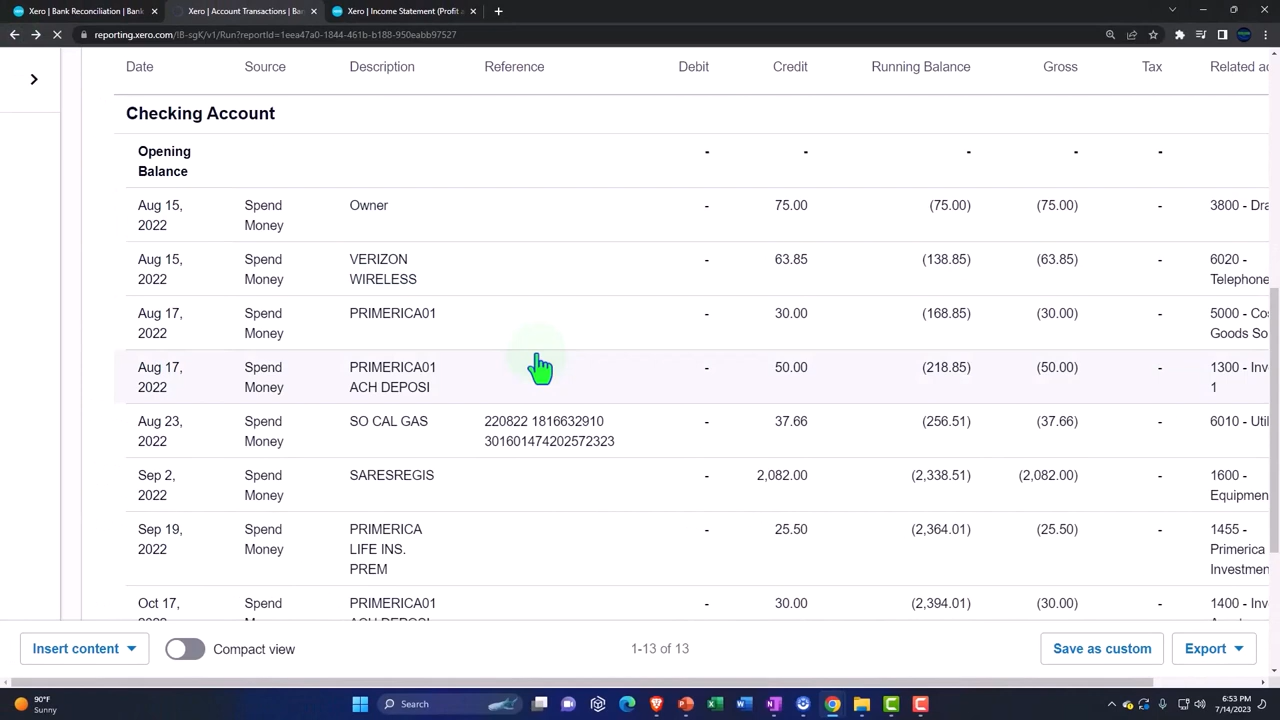 Xero | Bank Reconciliation | Bank
Xero | Account Transactions | Ban
Xero | Income Statement (Profit a
reporting.xero.com/iB-sgK/v1/Run?reportId=1eea47a0-1844-461b-b188-950eabb97527
Date Source Description Reference Debit Credit Running Balance Gross Tax Related ac
Checking Account
Opening
Balance - - - - -
Aug 15, Spend Owner - 75.00 (75.00) (75.00) - 3800 - Dra
2022 Money
Aug 15, Spend VERIZON - 63.85 (138.85) (63.85) - 6020 -
2022 Money WIRELESS Telephone
Aug 17, Spend PRIMERICA01 - 30.00 (168.85) (30.00) - 5000 - Cos
2022 Money Goods So
Aug 17, Spend PRIMERICA01 - 50.00 (218.85) (50.00) - 1300 - Inv
2022 Money ACH DEPOSI 1
Aug 23, Spend SO CAL GAS 220822 1816632910 - 37.66 (256.51) (37.66) - 6010 - Util
2022 Money 301601474202572323
Sep 2, Spend SARESREGIS - 2,082.00 (2,338.51) (2,082.00) - 1600 -
2022 Money Equipmen
Sep 19, Spend PRIMERICA - 25.50 (2,364.01) (25.50) - 1455 -
2022 Money LIFE INS. Primerica
PREM Investmen
Oct 17, Spend PRIMERICA01 - 30.00 (2,394.01) (30.00) - 1400 - Inv
Insert content Compact view 1-13 of 13 Save as custom Export
90°F
Sunny
Search
6:53 PM
7/14/2023